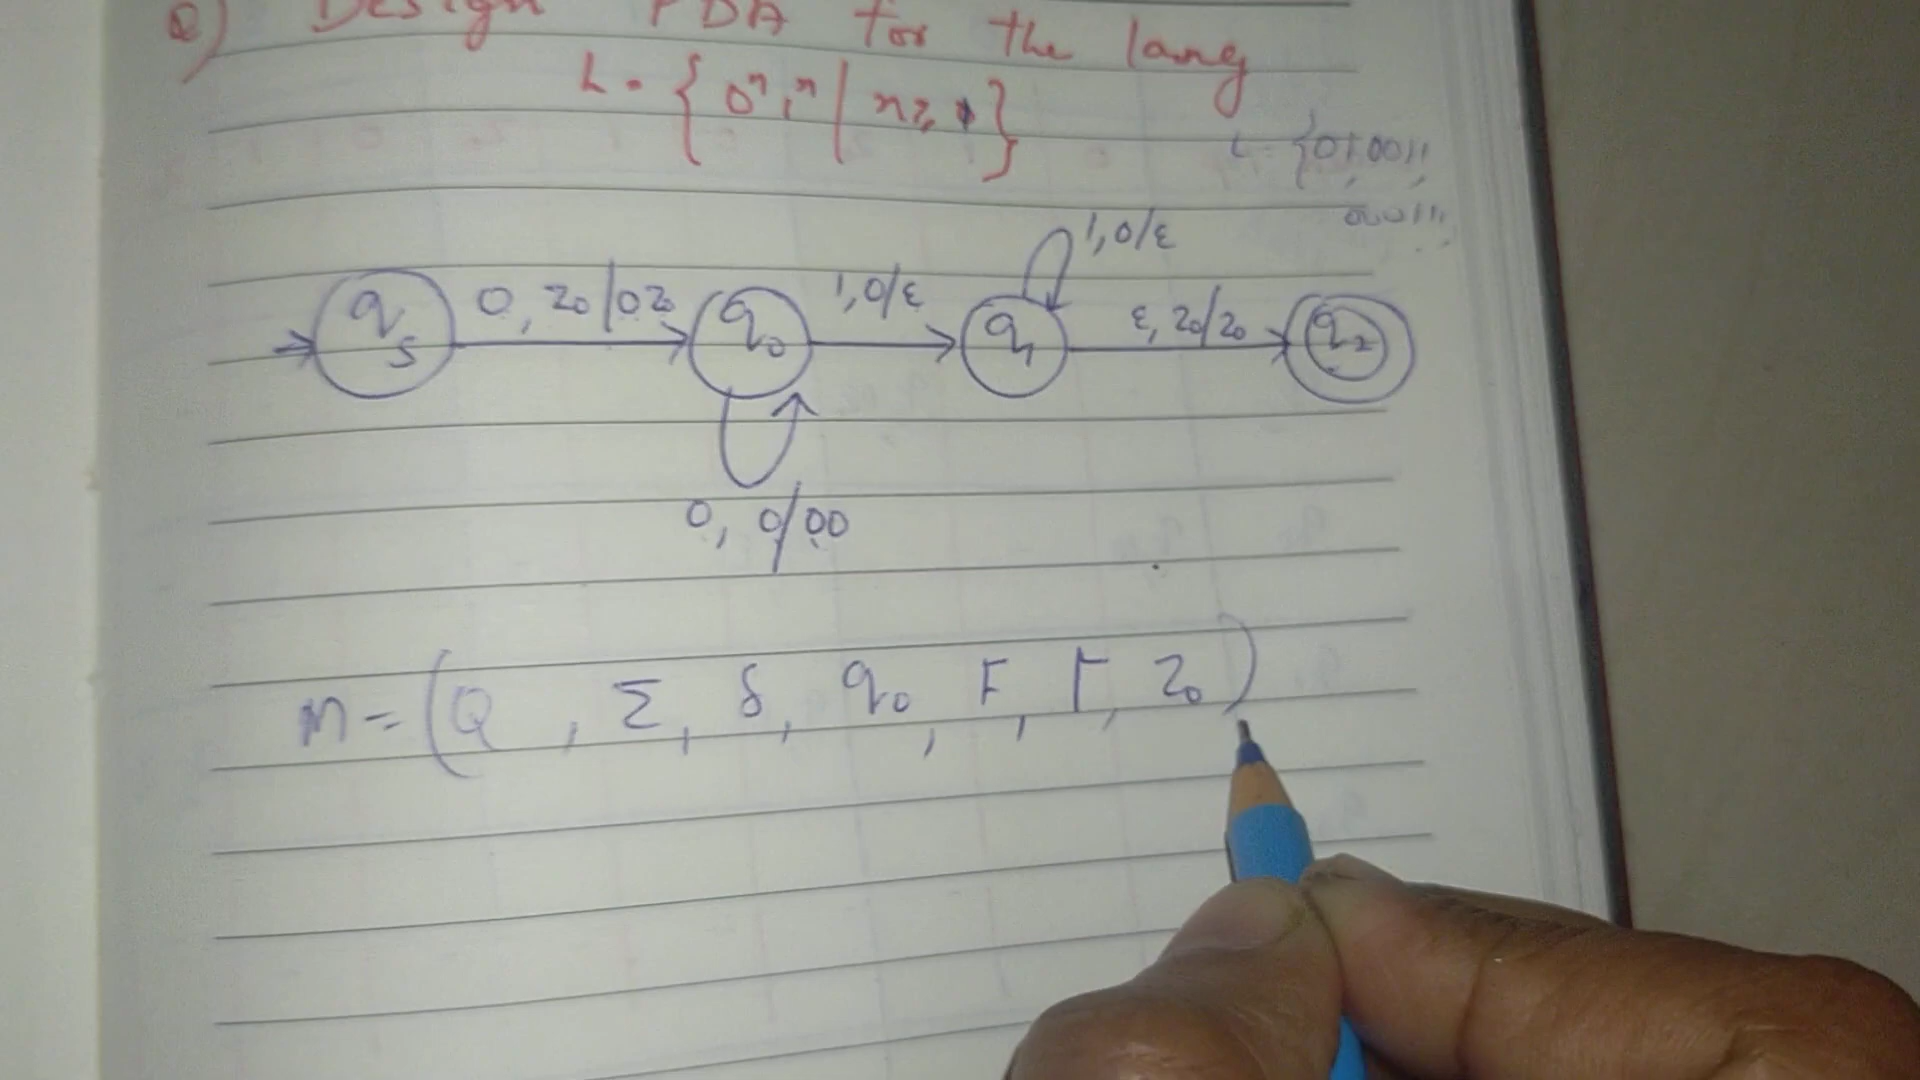 Q) Design PDA for the lang
L = { 0ⁿ1ⁿ | n≥1 }
L = {01,0011,
000111,
1,0/ε
qs 0, z0/0z0 q0 1,0/ε q1 ε, z0/z0 q2
0, 0/00
M = (Q , Σ, δ, q0, F, Γ, z0)